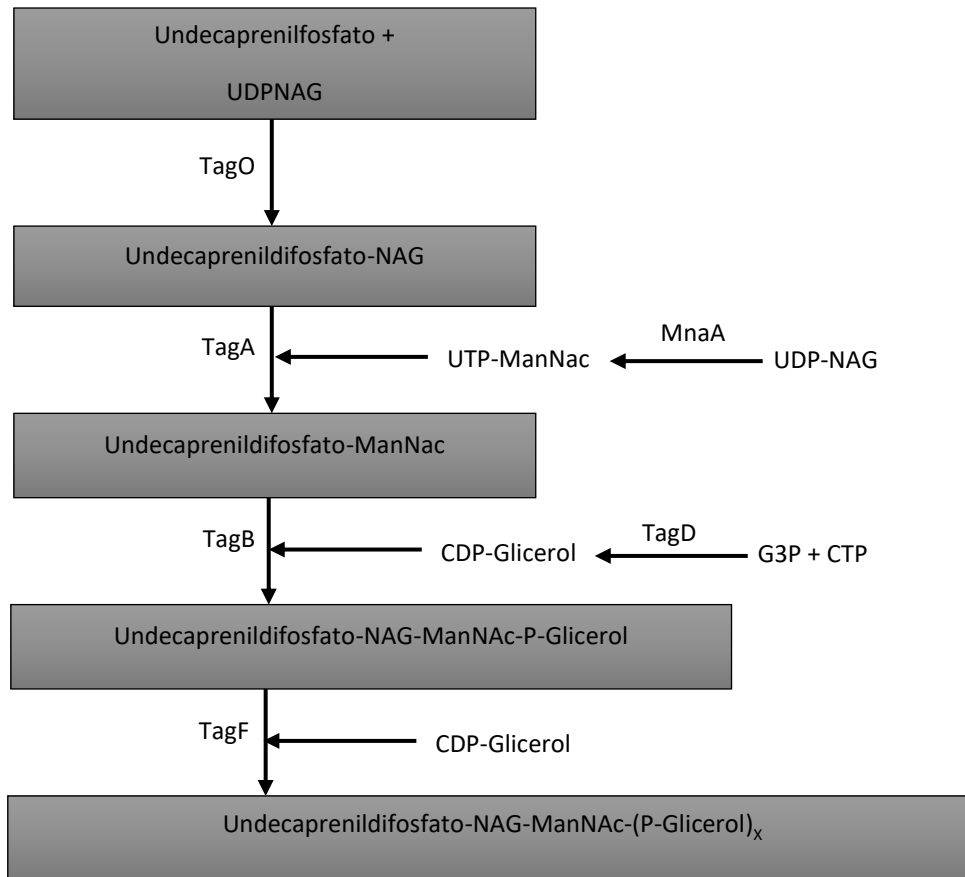 Undecaprenilfosfato +
UDPNAG
TagO
Undecaprenildifosfato-NAG
TagA
UTP-ManNac
MnaA
UDP-NAG
Undecaprenildifosfato-ManNac
TagB
CDP-Glicerol
TagD
G3P + CTP
Undecaprenildifosfato-NAG-ManNAc-P-Glicerol
TagF
CDP-Glicerol
Undecaprenildifosfato-NAG-ManNAc-(P-Glicerol)x